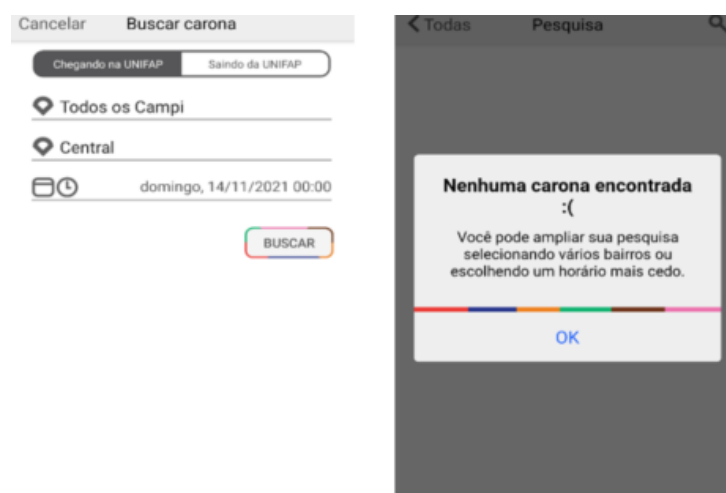 Cancelar Buscar carona
Chegando na UNIFAP Saindo da UNIFAP
Todos os Campi
Central
domingo, 14/11/2021 00:00
BUSCAR
Todas Pesquisa
Nenhuma carona encontrada
:(
Você pode ampliar sua pesquisa
selecionando vários bairros ou
escolhendo um horário mais cedo.
OK